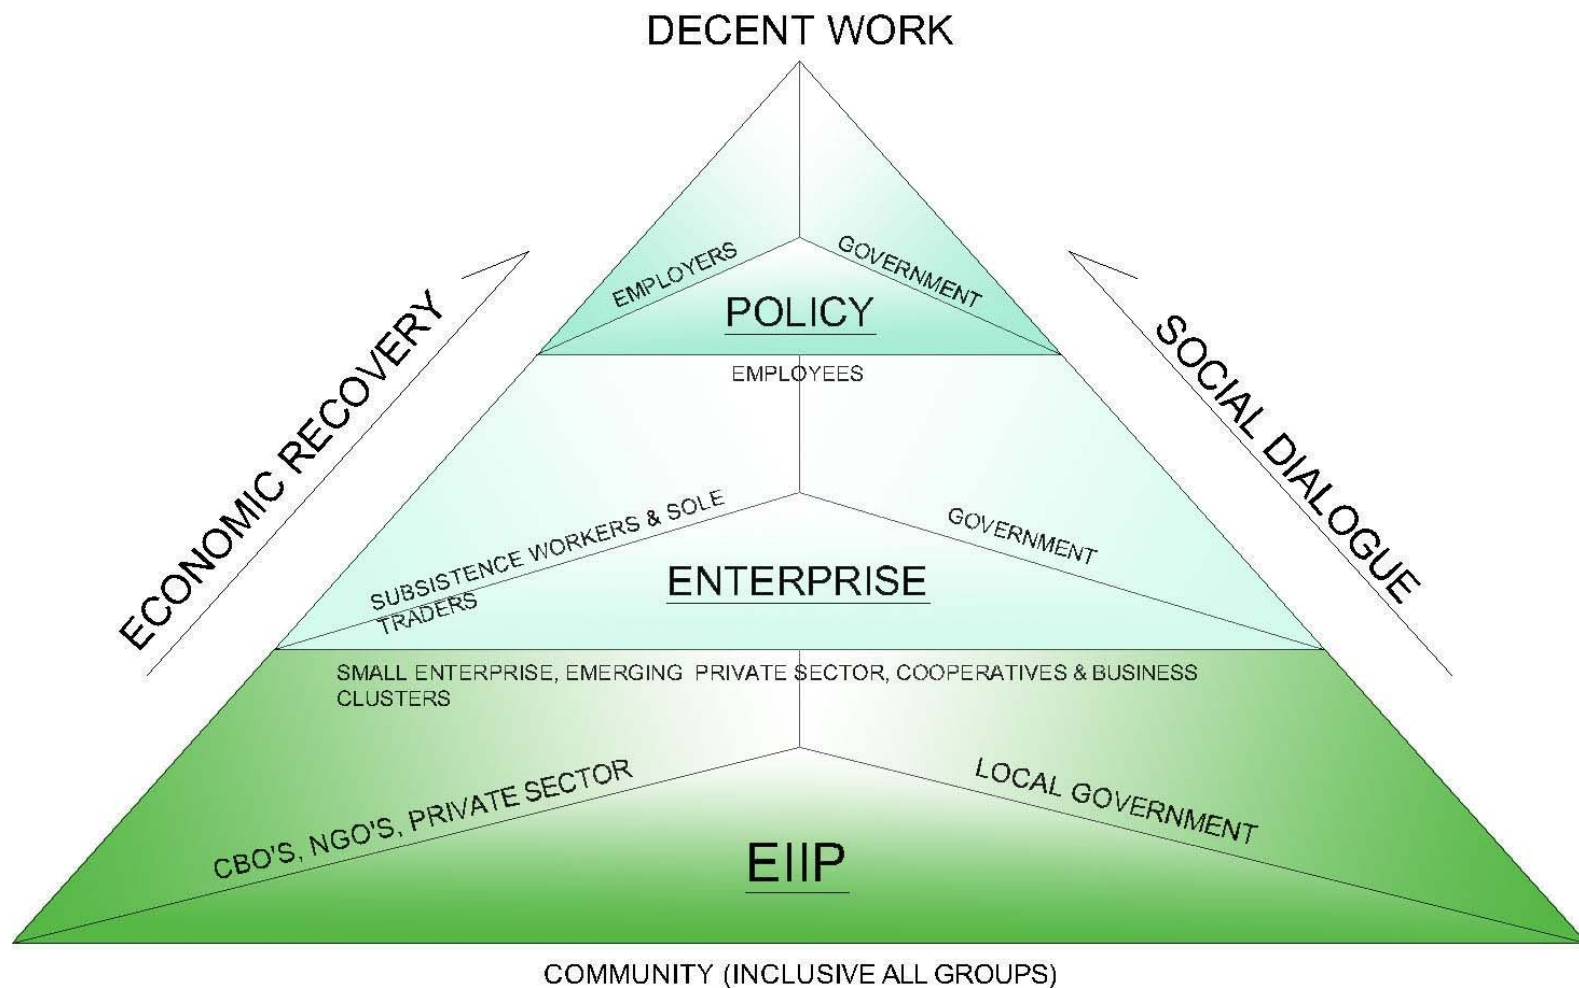 DECENT WORK
EMPLOYERS
GOVERNMENT
POLICY
EMPLOYEES
ECONOMIC RECOVERY
SOCIAL DIALOGUE
SUBSISTENCE WORKERS & SOLE
TRADERS
GOVERNMENT
ENTERPRISE
SMALL ENTERPRISE, EMERGING PRIVATE SECTOR, COOPERATIVES & BUSINESS
CLUSTERS
CBO'S, NGO'S, PRIVATE SECTOR
LOCAL GOVERNMENT
EIIP
COMMUNITY (INCLUSIVE ALL GROUPS)